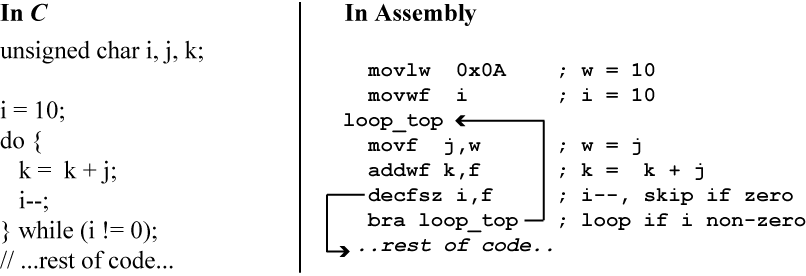 In C
unsigned char i, j, k;
i = 10;
do {
k = k + j;
i--;
} while (i != 0);
// ...rest of code...
In Assembly
movlw 0x0A ; w = 10
movwf i ; i = 10
loop_top
movf j,w ; w = j
addwf k,f ; k = k + j
decfsz i,f ; i--, skip if zero
bra loop_top ; loop if i non-zero
..rest of code..